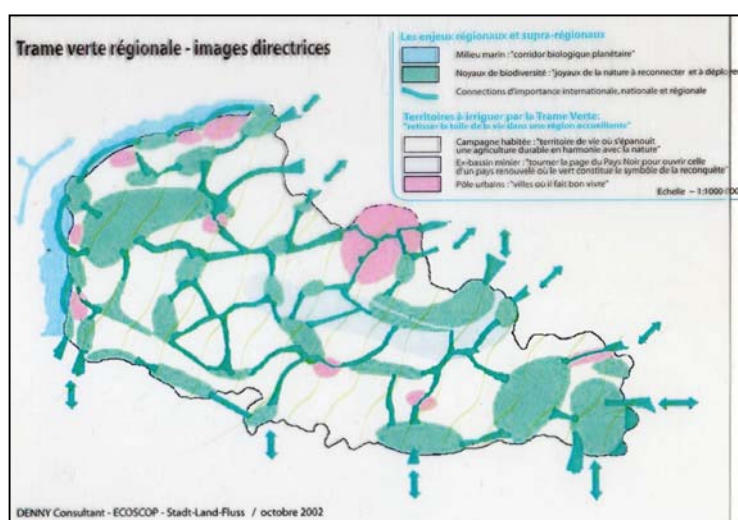 Trame verte régionale - images directrices
Les enjeux régionaux et supra-régionaux
Milieu marin : "corridor biologique planétaire"
Noyaux de biodiversité : "joyaux de la nature à reconnecter et à déploye
Connections d'importance internationale, nationale et régionale
Territoires à irriguer par la Trame Verte:
"retisser la toile de la vie dans une région accueillante"
Campagne habitée : "territoire de vie où s'épanouit
une agriculture durable en harmonie avec la nature"
Ex-bassin minier : "tourner la page du Pays Noir pour ouvrir celle
d'un pays renouvelé où le vert constitue le symbôle de la reconquête"
Pôle urbains : "villes où il fait bon vivre"
Echelle ~ 1:1000 000
DENNY Consultant - ECOSCOP - Stadt-Land-Fluss / octobre 2002